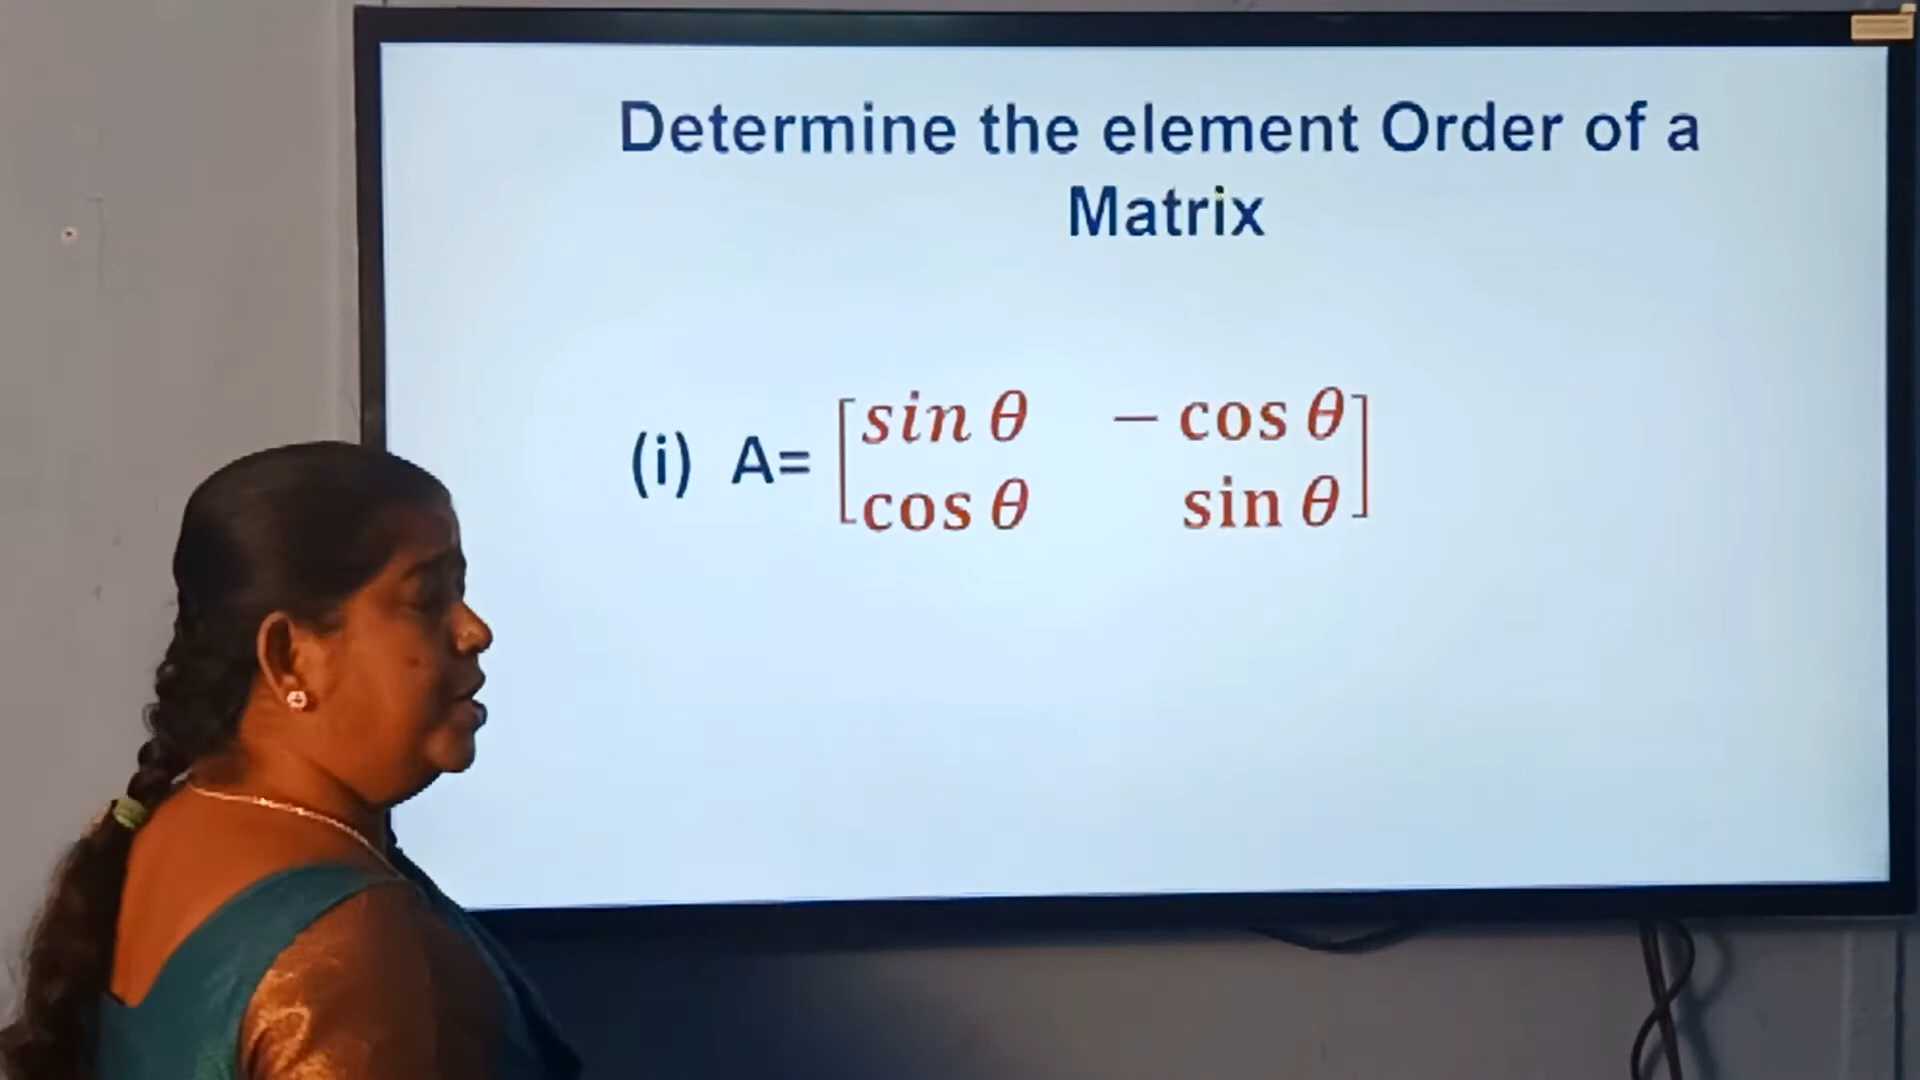 Determine the element Order of a
Matrix
(i) A= [sin θ − cos θ
cos θ sin θ]